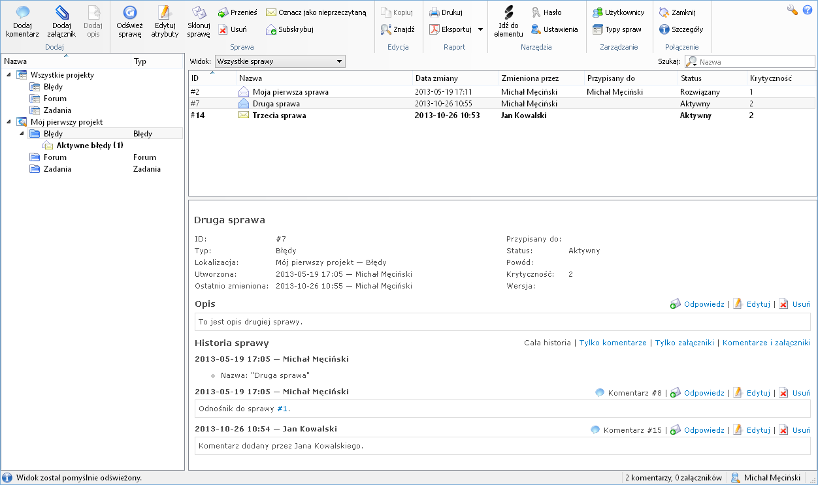 Dodaj komentarz
Dodaj załącznik
Dodaj opis
Dodaj
Odśwież sprawę
Edytuj atrybuty
Sklonuj sprawę
Przenieś
Usuń
Oznacz jako nieprzeczytaną
Subskrybuj
Sprawa
Kopiuj
Znajdź
Edycja
Drukuj
Eksportuj
Raport
Idź do elementu
Hasło
Ustawienia
Narzędzia
Użytkownicy
Typy spraw
Zarządzanie
Zamknij
Szczegóły
Połączenie
Nazwa Typ
Wszystkie projekty
Błędy
Forum
Zadania
Mój pierwszy projekt
Błędy Błędy
Aktywne błędy (1)
Forum Forum
Zadania Zadania
Widok: Wszystkie sprawy Szukaj: Nazwa
ID Nazwa Data zmiany Zmieniona przez Przypisany do Status Krytyczność
#2 Moja pierwsza sprawa 2013-05-19 17:11 Michał Męciński Michał Męciński Rozwiązany 1
#7 Druga sprawa 2013-10-26 10:55 Michał Męciński Aktywny 2
#14 Trzecia sprawa 2013-10-26 10:53 Jan Kowalski Aktywny 2
Druga sprawa
ID: #7 Przypisany do:
Typ: Błędy Status: Aktywny
Lokalizacja: Mój pierwszy projekt — Błędy Powód:
Utworzona: 2013-05-19 17:05 — Michał Męciński Krytyczność: 2
Ostatnio zmieniona: 2013-10-26 10:55 — Michał Męciński Wersja:
Opis Odpowiedz | Edytuj | Usuń
To jest opis drugiej sprawy.
Historia sprawy Cała historia | Tylko komentarze | Tylko załączniki | Komentarze i załączniki
2013-05-19 17:05 — Michał Męciński
Nazwa: "Druga sprawa"
2013-05-19 17:05 — Michał Męciński Komentarz #8 | Odpowiedz | Edytuj | Usuń
Odnośnik do sprawy #1.
2013-10-26 10:54 — Jan Kowalski Komentarz #15 | Odpowiedz | Edytuj | Usuń
Komentarz dodany przez Jana Kowalskiego.
Widok został pomyślnie odświeżony. 2 komentarzy, 0 załączników Michał Męciński